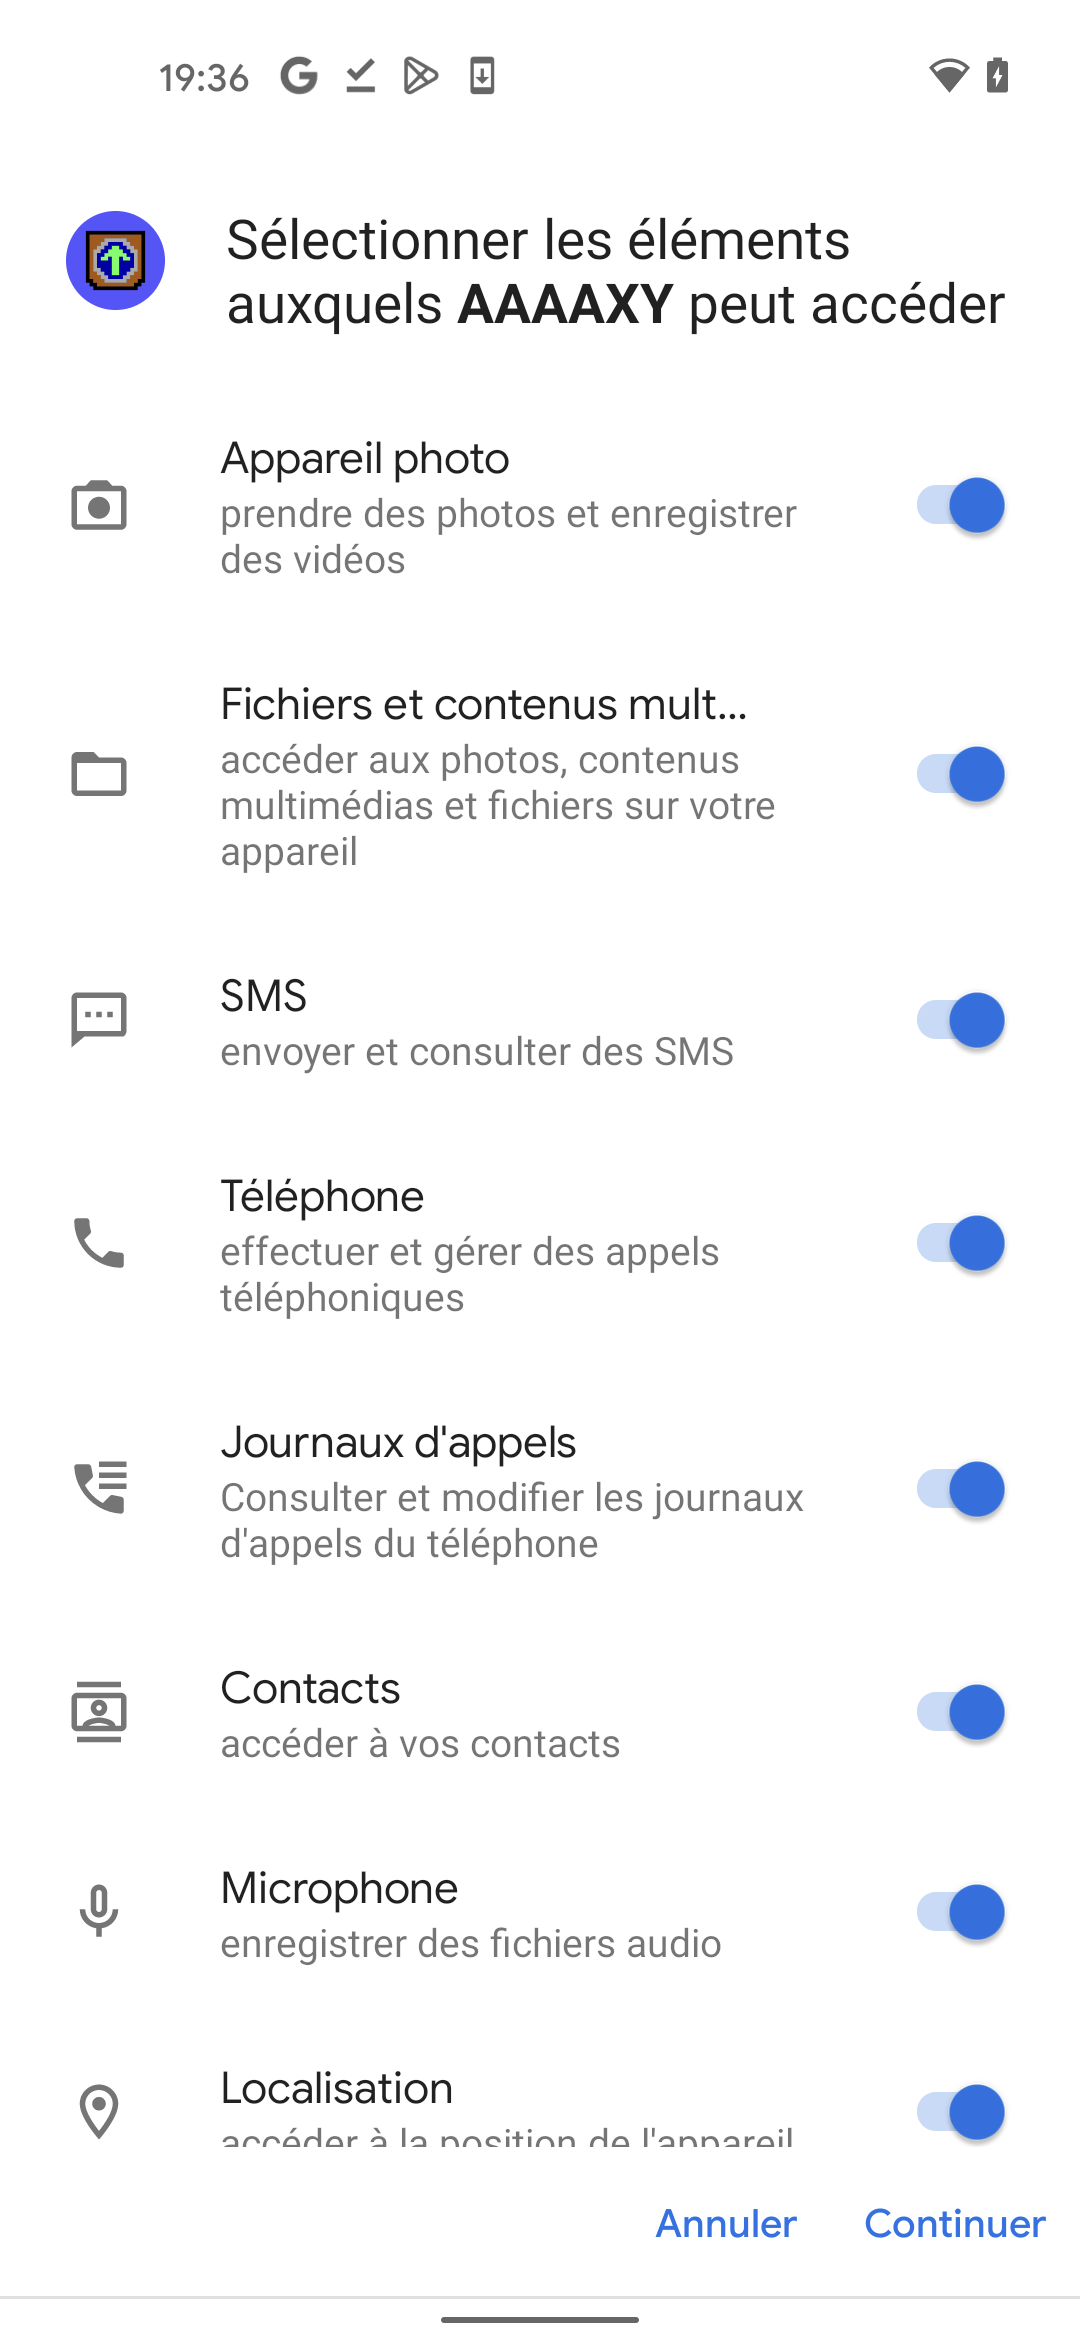 19:36
Sélectionner les éléments
auxquels AAAAXY peut accéder
Appareil photo
prendre des photos et enregistrer
des vidéos
Fichiers et contenus mult...
accéder aux photos, contenus
multimédias et fichiers sur votre
appareil
SMS
envoyer et consulter des SMS
Téléphone
effectuer et gérer des appels
téléphoniques
Journaux d'appels
Consulter et modifier les journaux
d'appels du téléphone
Contacts
accéder à vos contacts
Microphone
enregistrer des fichiers audio
Localisation
accéder à la position de l'appareil
Annuler
Continuer